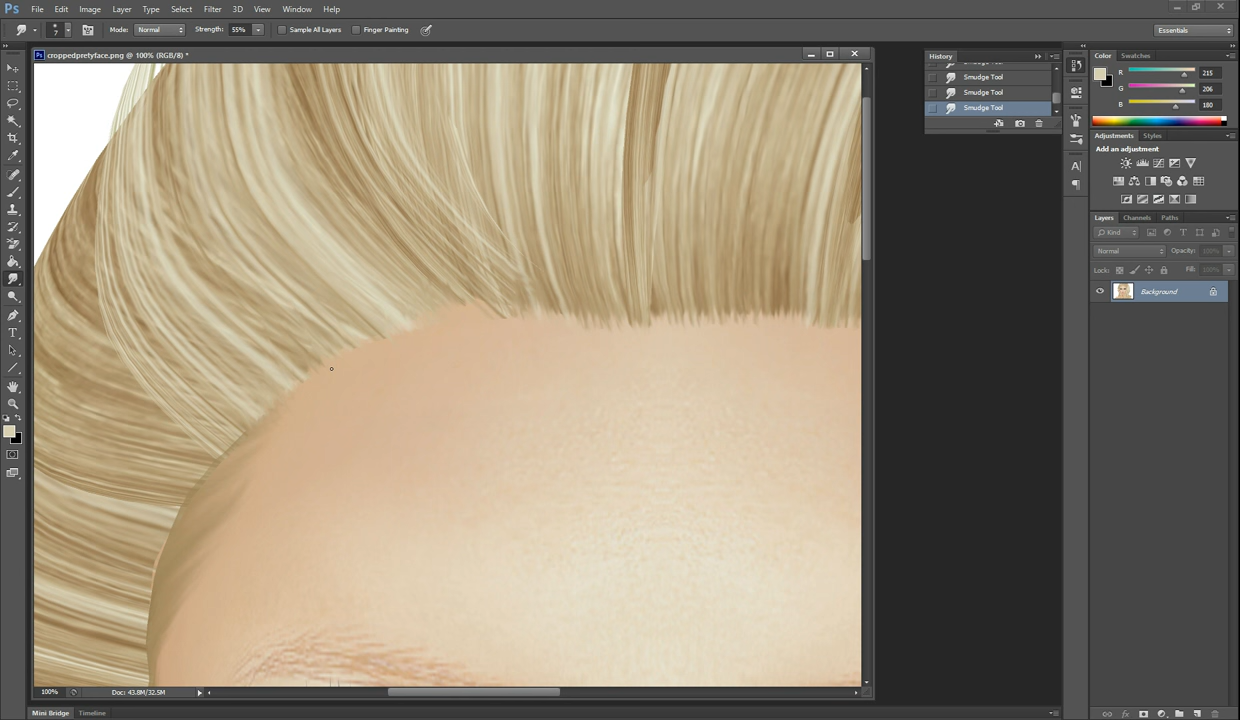 Ps File Edit Image Layer Type Select Filter 3D View Window Help
7 Mode: Normal Strength: 55% Sample All Layers Finger Painting Essentials
Ps croppedpretyface.png @ 100% (RGB/8) *
History
Smudge Tool
Smudge Tool
Smudge Tool
Color Swatches
R 215
G 206
B 180
Adjustments Styles
Add an adjustment
Layers Channels Paths
Kind
Normal Opacity: 100%
Lock: Fill: 100%
Background
100% Doc: 43.8M/32.5M
Mini Bridge Timeline